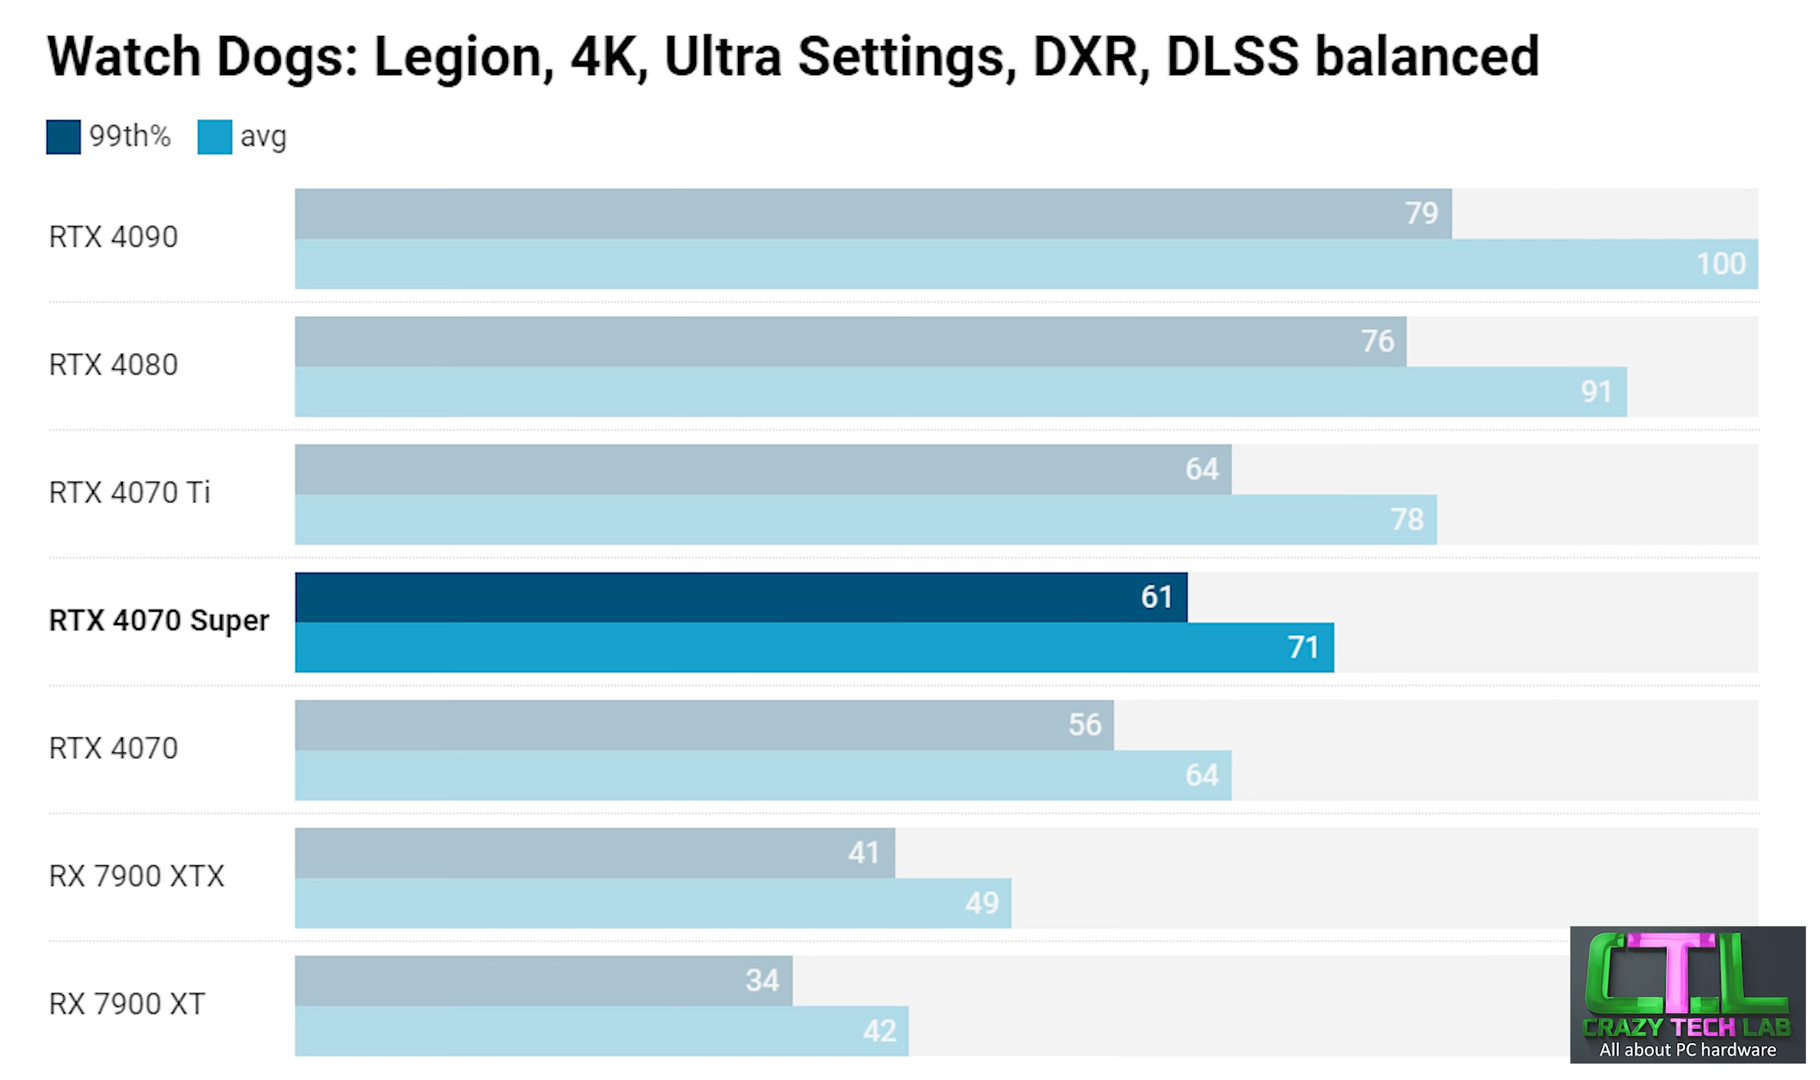 Watch Dogs: Legion, 4K, Ultra Settings, DXR, DLSS balanced
99th% avg
RTX 4090
79
100
RTX 4080
76
91
RTX 4070 Ti
64
78
RTX 4070 Super
61
71
RTX 4070
56
64
RX 7900 XTX
41
49
RX 7900 XT
34
42
CTL
CRAZY TECH LAB
All about PC hardware